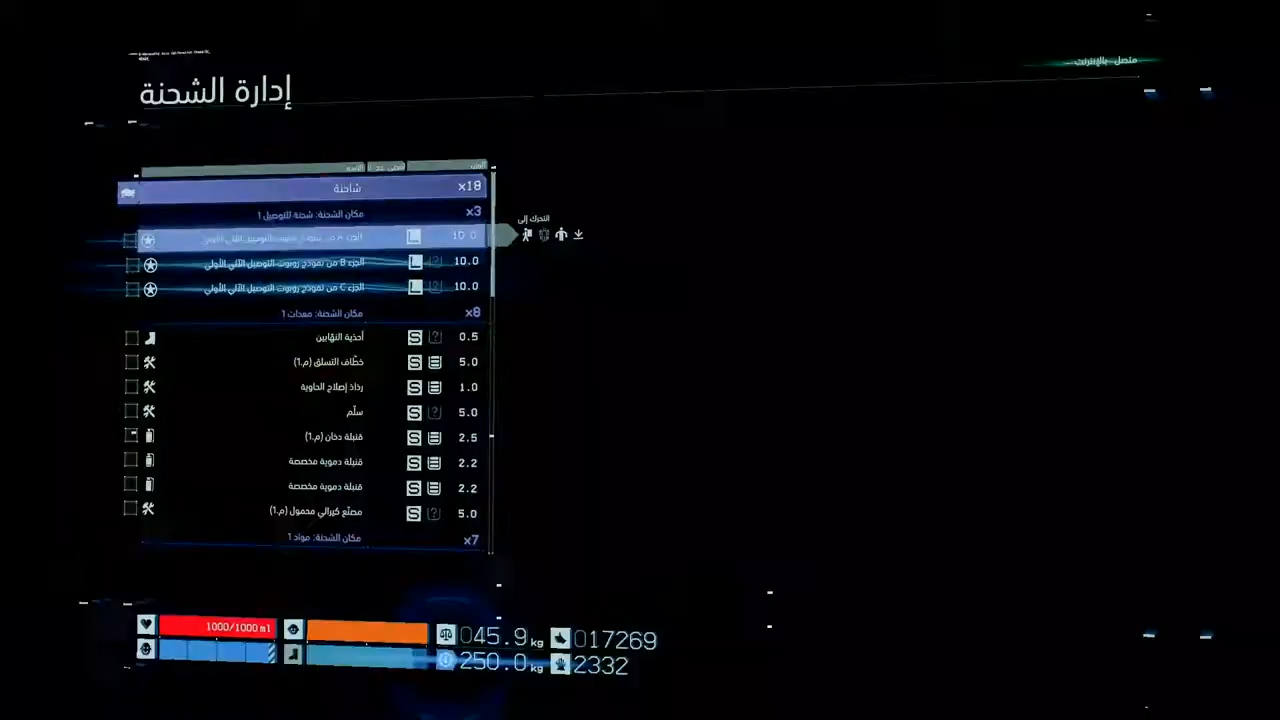 متصل بالإنترنت
إدارة الشحنة
شاحنة x18
مكان الشحنة: شحنة للتوصيل 1 x3
التحرك إلى
10.0
الجزء B من نموذج روبوت التوصيل الآلي الأولي 10.0
الجزء C من نموذج روبوت التوصيل الآلي الأولي 10.0
مكان الشحنة: معدات 1 x8
أحذية النهّابين S 0.5
خطّاف التسلق (م.1) S 5.0
رذاذ إصلاح الحاوية S 1.0
سلّم S 5.0
قنبلة دخان (م.1) S 2.5
قنبلة دموية مخصصة S 2.2
قنبلة دموية مخصصة S 2.2
مصنّع كيرالي محمول (م.1) S 5.0
مكان الشحنة: مواد 1 x7
1000/1000 ml
045.9 kg 017269
250.0 kg 2332